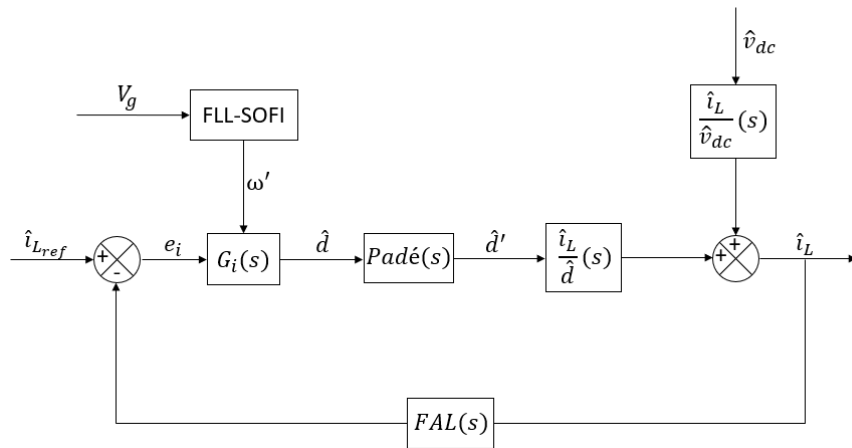 v̂_dc
V_g
FLL-SOFI
î_L/v̂_dc (s)
ω′
î_Lref
+
-
e_i
G_i(s)
d̂
Padé(s)
d̂′
î_L/d̂ (s)
+
+
î_L
FAL(s)